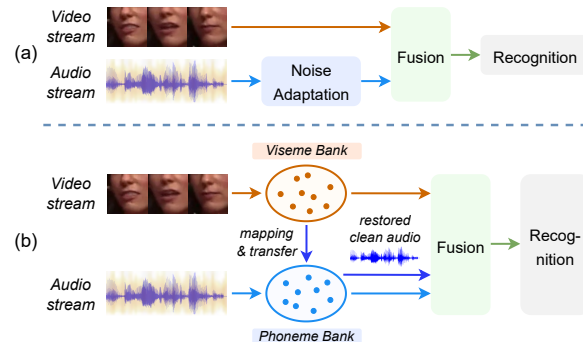 Video
stream
(a)
Audio
stream
Noise
Adaptation
Fusion
Recognition
Viseme Bank
Video
stream
(b)
mapping
& transfer
restored
clean audio
Fusion
Recog-
nition
Audio
stream
Phoneme Bank